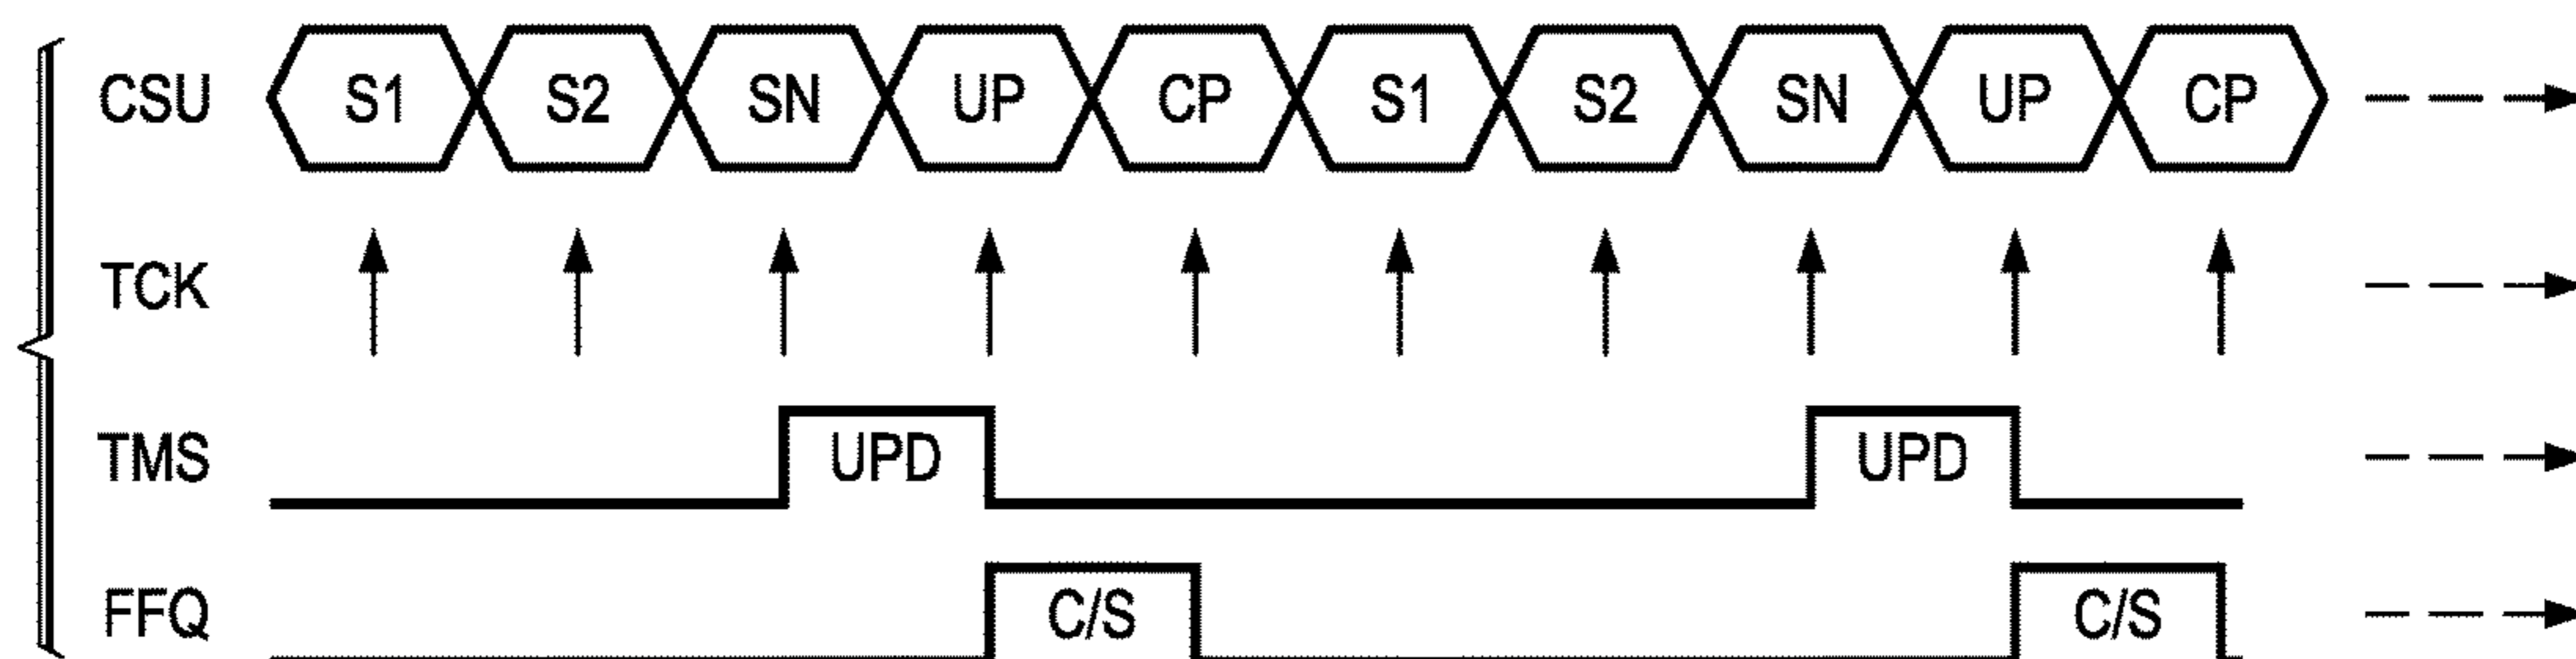 CSU S1 S2 SN UP CP S1 S2 SN UP CP
TCK
TMS UPD UPD
FFQ C/S C/S